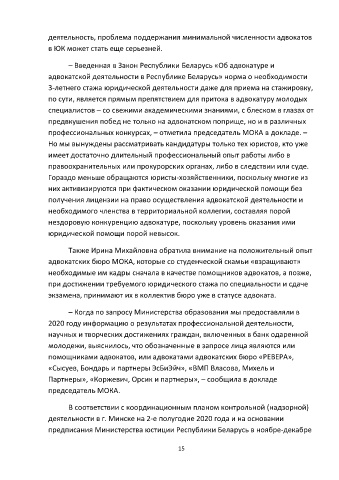 деятельность, проблема поддержания минимальной численности адвокатов
в ЮК может стать еще серьезней.
– Введенная в Закон Республики Беларусь «Об адвокатуре и
адвокатской деятельности в Республике Беларусь» норма о необходимости
3-летнего стажа юридической деятельности даже для приема на стажировку,
по сути, является прямым препятствием для притока в адвокатуру молодых
специалистов – со свежими академическими знаниями, с блеском в глазах от
предвкушения побед не только на адвокатском поприще, но и в различных
профессиональных конкурсах, – отметила председатель МОКА в докладе. –
Но мы вынуждены рассматривать кандидатуры только тех юристов, кто уже
имеет достаточно длительный профессиональный опыт работы либо в
правоохранительных или прокурорских органах, либо в следствии или суде.
Гораздо меньше обращаются юристы-хозяйственники, поскольку многие из
них активизируются при фактическом оказании юридической помощи без
получения лицензии на право осуществления адвокатской деятельности и
необходимого членства в территориальной коллегии, составляя порой
нездоровую конкуренцию адвокатуре, поскольку уровень оказания ими
юридической помощи порой невысок.
Также Ирина Михайловна обратила внимание на положительный опыт
адвокатских бюро МОКА, которые со студенческой скамьи «взращивают»
необходимые им кадры сначала в качестве помощников адвокатов, а позже,
при достижении требуемого юридического стажа по специальности и сдаче
экзамена, принимают их в коллектив бюро уже в статусе адвоката.
– Когда по запросу Министерства образования мы предоставляли в
2020 году информацию о результатах профессиональной деятельности,
научных и творческих достижениях граждан, включенных в банк одаренной
молодежи, выяснилось, что обозначенные в запросе лица являются или
помощниками адвокатов, или адвокатами адвокатских бюро «РЕВЕРА»,
«Сысуев, Бондарь и партнеры ЭсБиЭйч», «ВМП Власова, Михель и
Партнеры», «Коржевич, Орсик и партнеры», – сообщила в докладе
председатель МОКА.
В соответствии с координационным планом контрольной (надзорной)
деятельности в г. Минске на 2-е полугодие 2020 года и на основании
предписания Министерства юстиции Республики Беларусь в ноябре-декабре
15